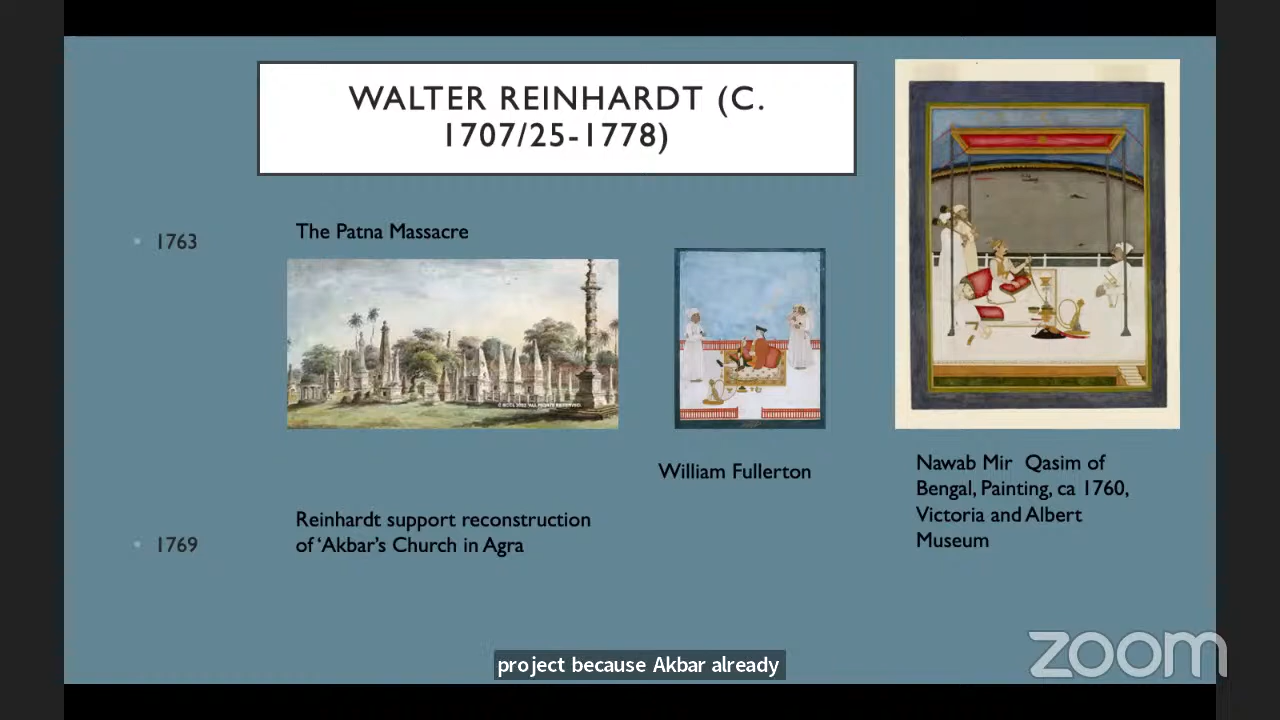 WALTER REINHARDT (C.
1707/25-1778)
1763
The Patna Massacre
William Fullerton
Nawab Mir Qasim of
Bengal, Painting, ca 1760,
Victoria and Albert
Museum
1769
Reinhardt support reconstruction
of ‘Akbar’s Church in Agra
project because Akbar already
zoom